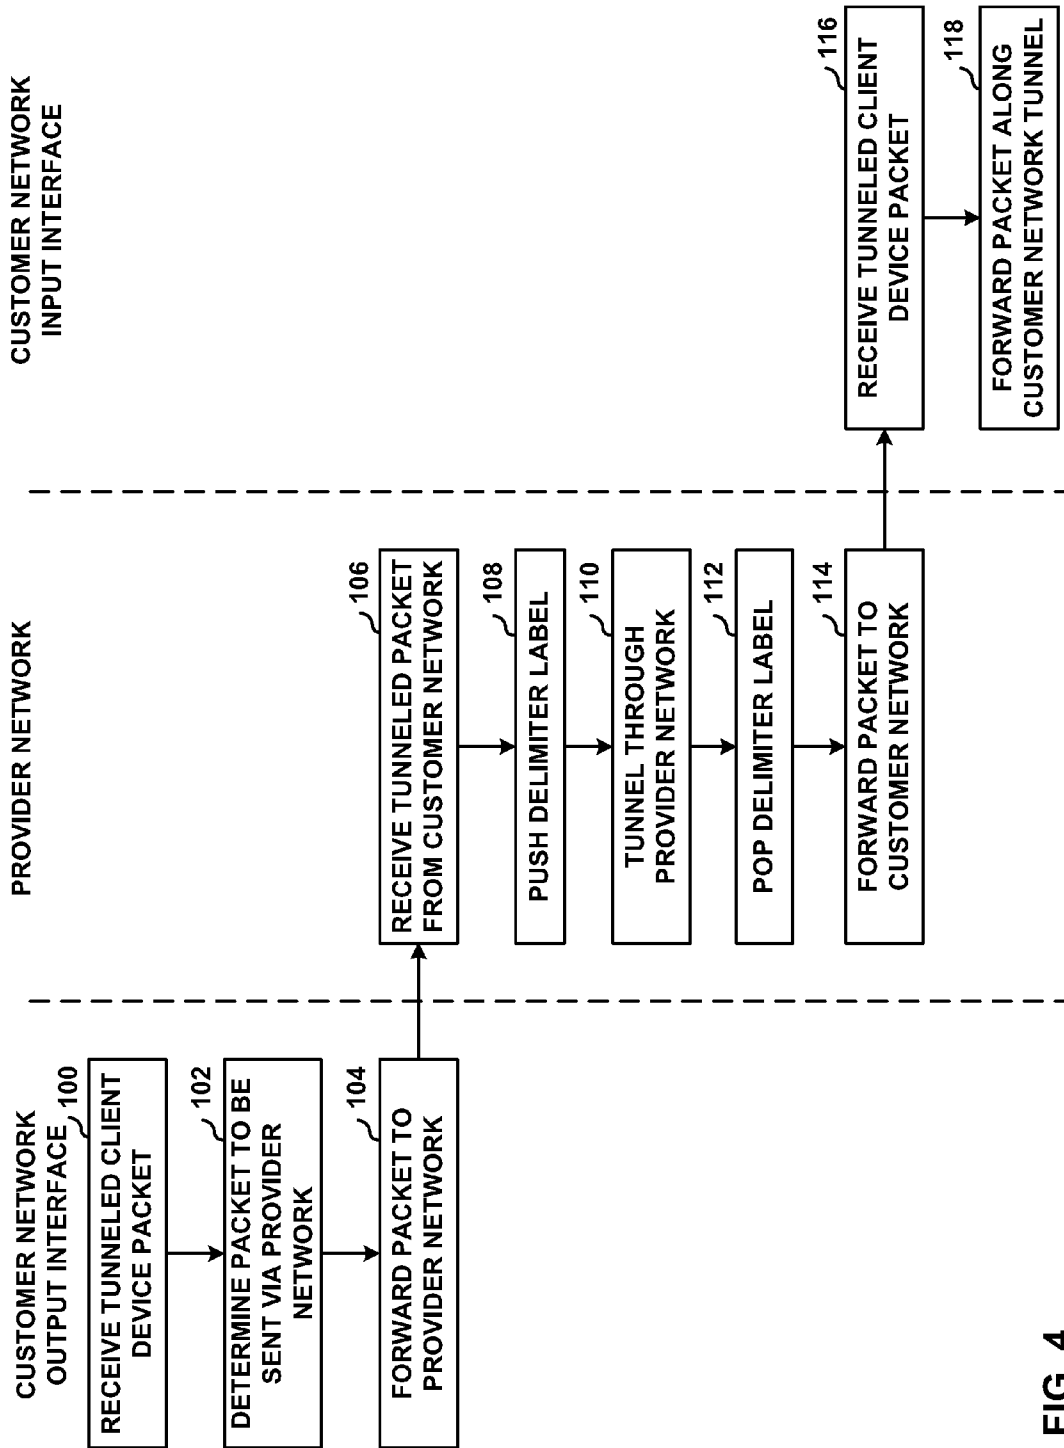 CUSTOMER NETWORK
OUTPUT INTERFACE
100
RECEIVE TUNNELED CLIENT
DEVICE PACKET
102
DETERMINE PACKET TO BE
SENT VIA PROVIDER
NETWORK
104
FORWARD PACKET TO
PROVIDER NETWORK
PROVIDER NETWORK
106
RECEIVE TUNNELED PACKET
FROM CUSTOMER NETWORK
108
PUSH DELIMITER LABEL
110
TUNNEL THROUGH
PROVIDER NETWORK
112
POP DELIMITER LABEL
114
FORWARD PACKET TO
CUSTOMER NETWORK
CUSTOMER NETWORK
INPUT INTERFACE
116
RECEIVE TUNNELED CLIENT
DEVICE PACKET
118
FORWARD PACKET ALONG
CUSTOMER NETWORK TUNNEL
FIG. 4